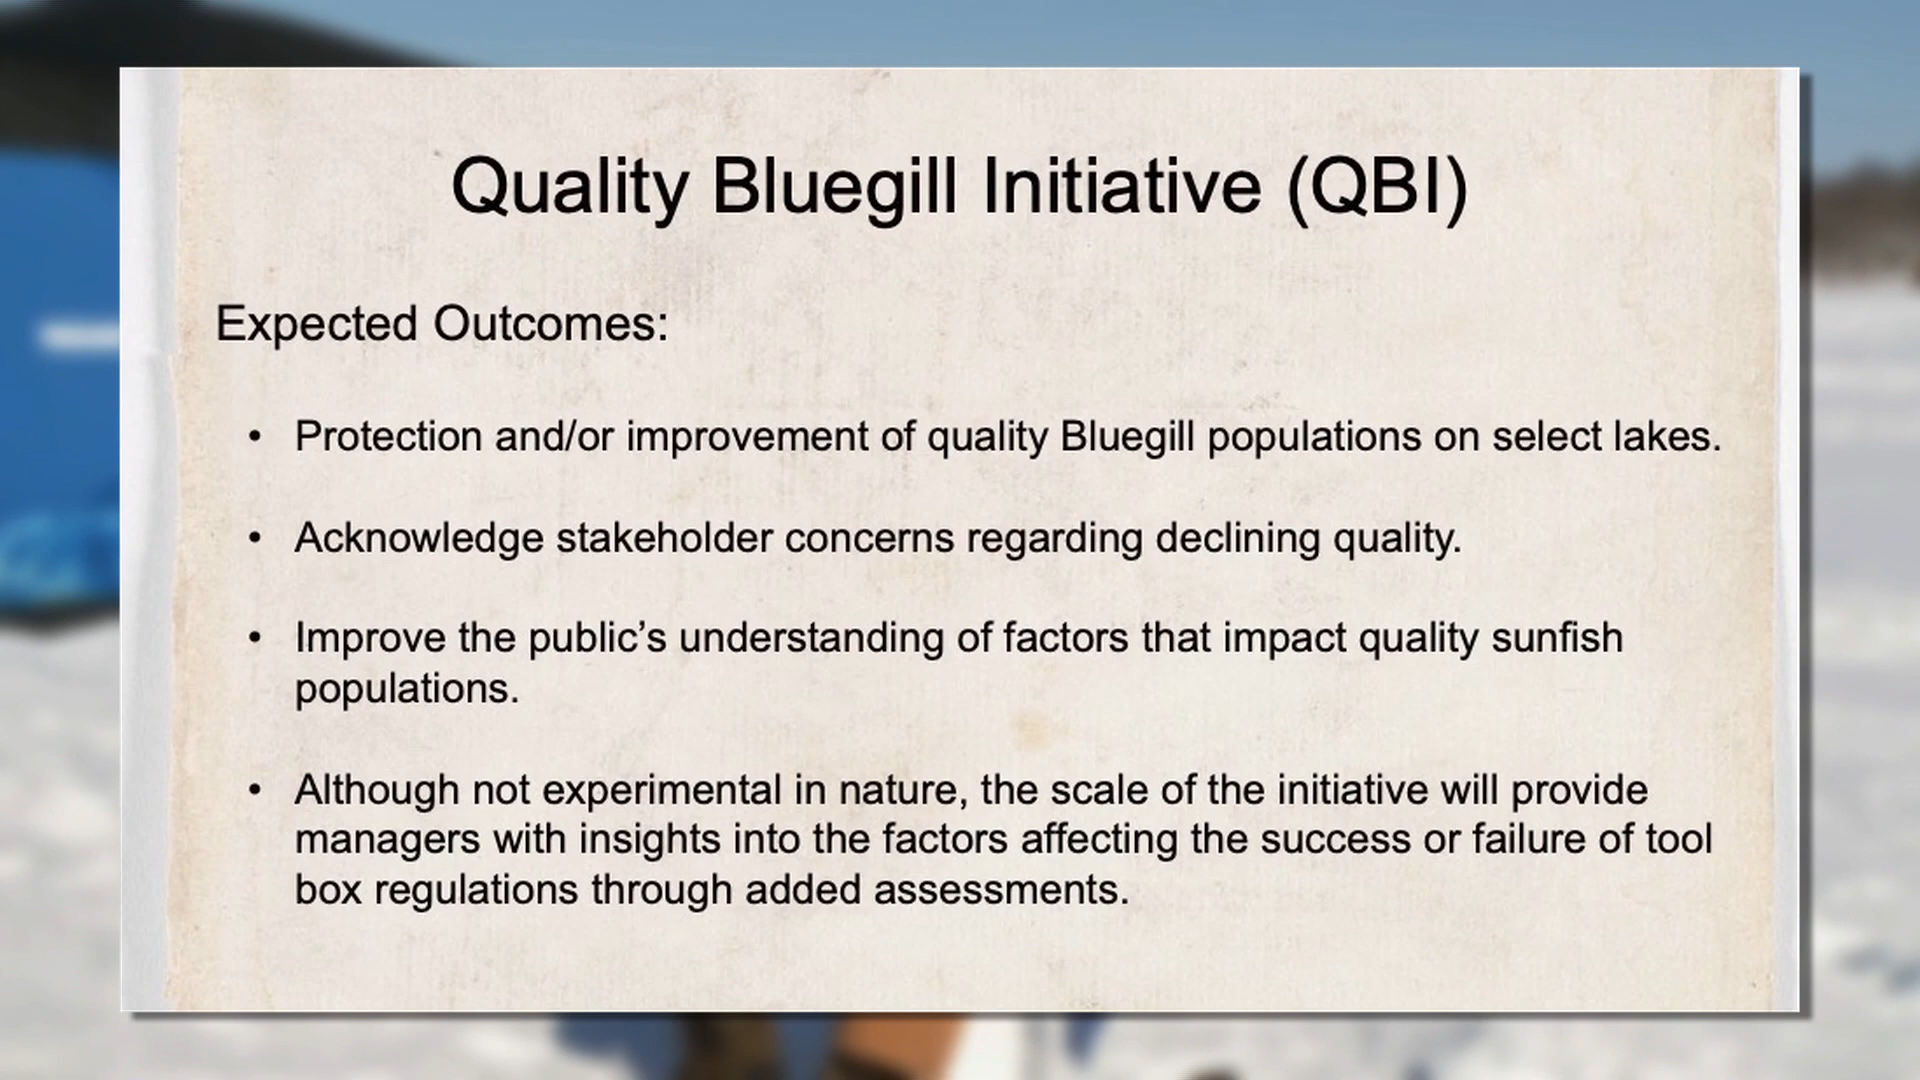 Quality Bluegill Initiative (QBI)
Expected Outcomes:
• Protection and/or improvement of quality Bluegill populations on select lakes.
• Acknowledge stakeholder concerns regarding declining quality.
• Improve the public’s understanding of factors that impact quality sunfish
populations.
• Although not experimental in nature, the scale of the initiative will provide
managers with insights into the factors affecting the success or failure of tool
box regulations through added assessments.